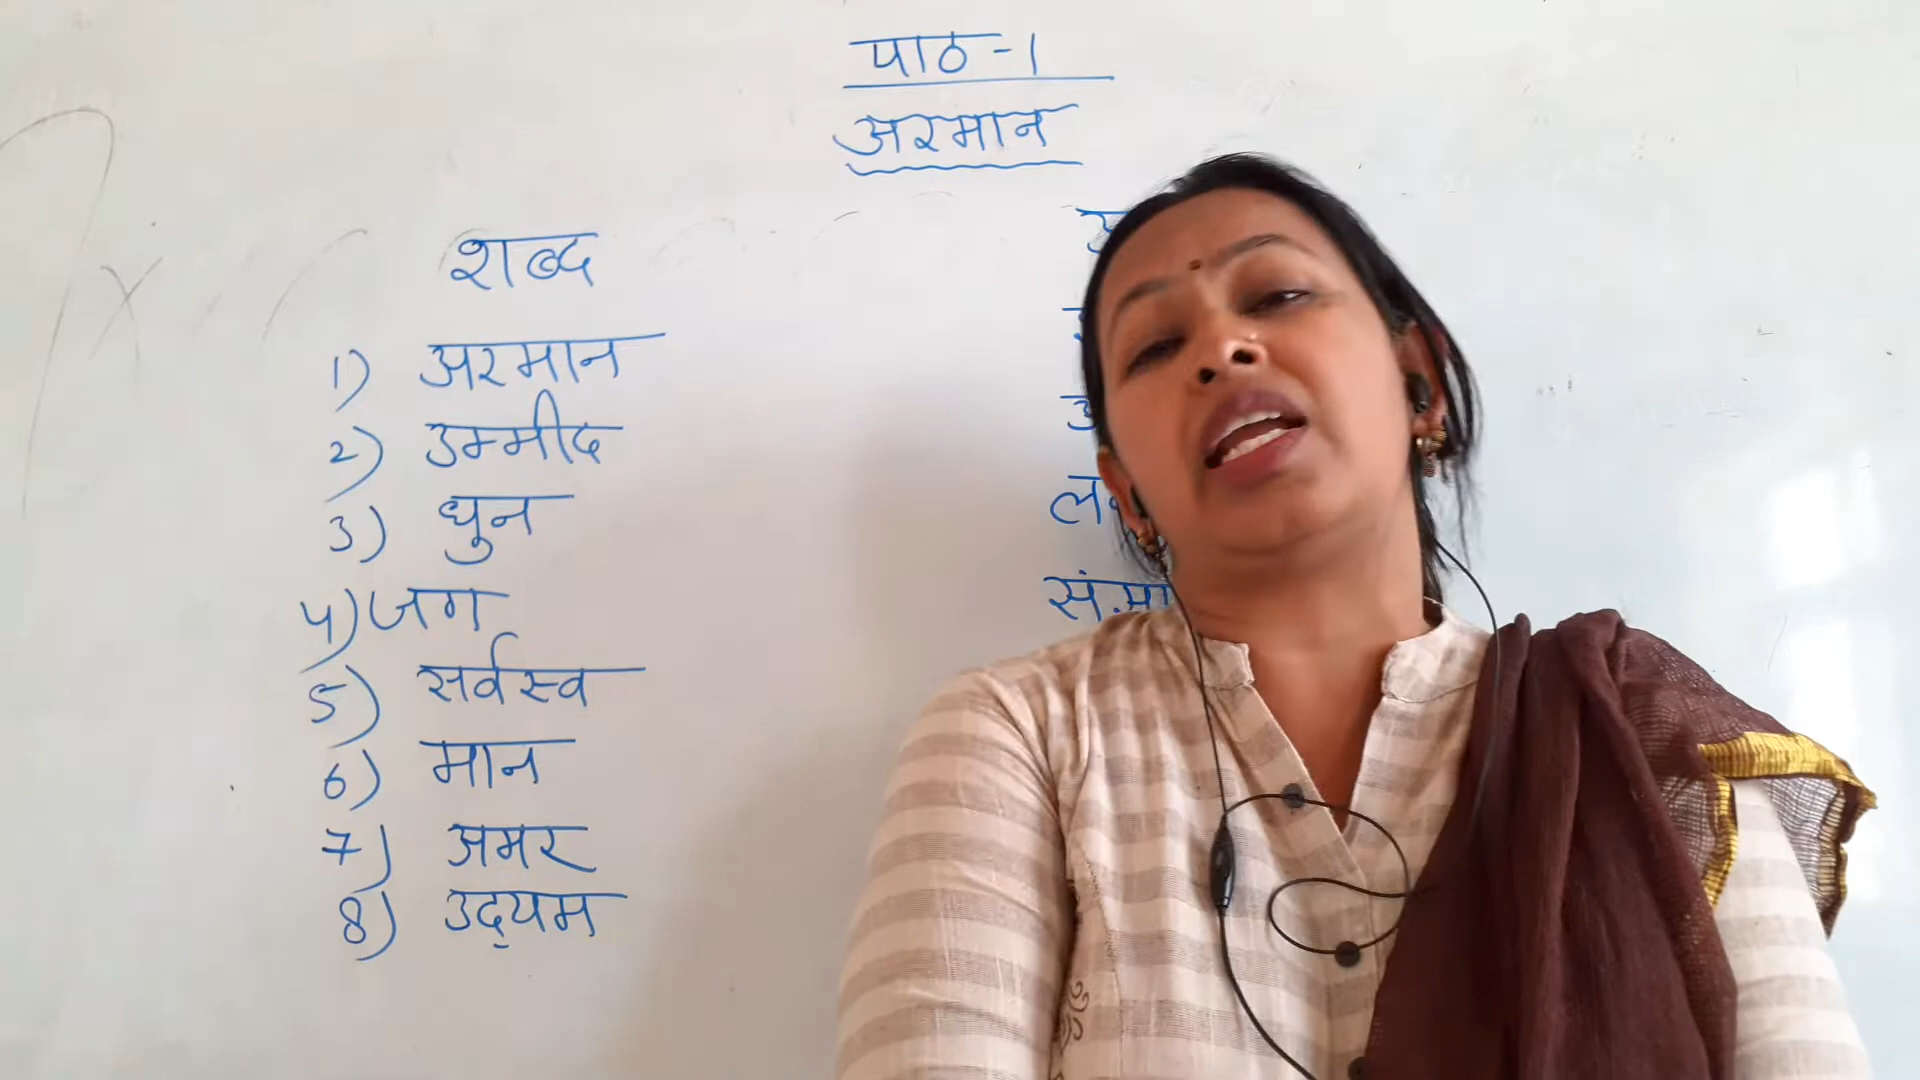 पाठ-1
अरमान
शब्द
1) अरमान
2) उम्मीद
3) धुन
4) जग
5) सर्वस्व
6) मान
7) अमर
8) उद्यम